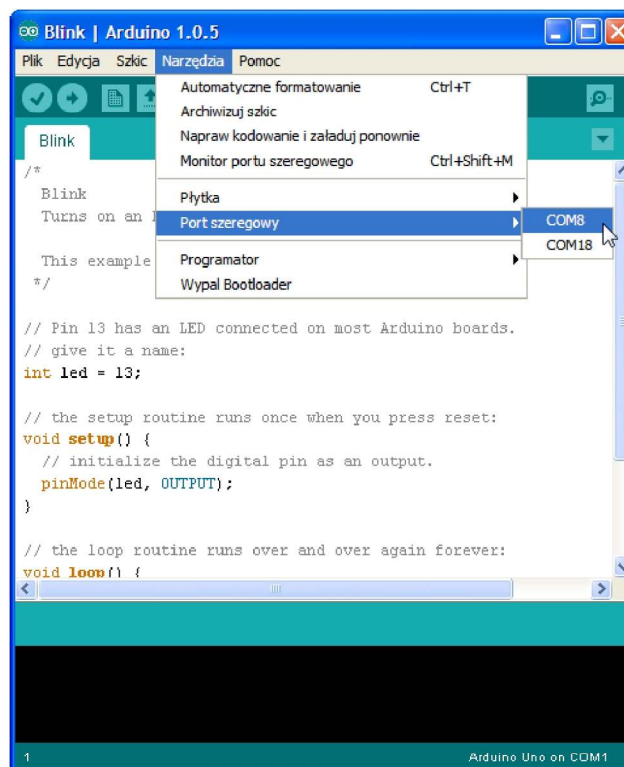 Blink | Arduino 1.0.5
Plik Edycja Szkic Narzędzia Pomoc
Automatyczne formatowanie Ctrl+T
Archiwizuj szkic
Napraw kodowanie i załaduj ponownie
Monitor portu szeregowego Ctrl+Shift+M
Płytka
Port szeregowy
COM8
COM18
Programator
Wypal Bootloader
Blink
/*
Blink
Turns on an
This example
*/
// Pin 13 has an LED connected on most Arduino boards.
// give it a name:
int led = 13;
// the setup routine runs once when you press reset:
void setup() {
// initialize the digital pin as an output.
pinMode(led, OUTPUT);
}
// the loop routine runs over and over again forever:
void loop() {
1 Arduino Uno on COM1